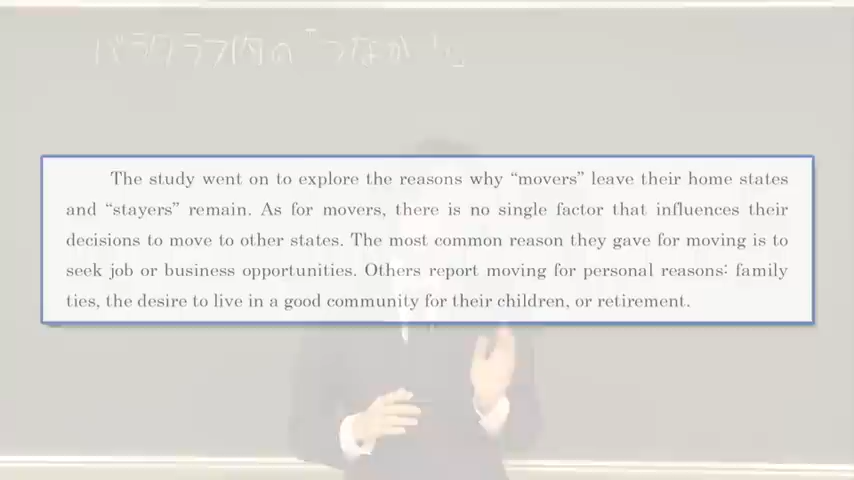 パラグラフ内の「つながり」
The study went on to explore the reasons why “movers” leave their home states
and “stayers” remain. As for movers, there is no single factor that influences their
decisions to move to other states. The most common reason they gave for moving is to
seek job or business opportunities. Others report moving for personal reasons: family
ties, the desire to live in a good community for their children, or retirement.